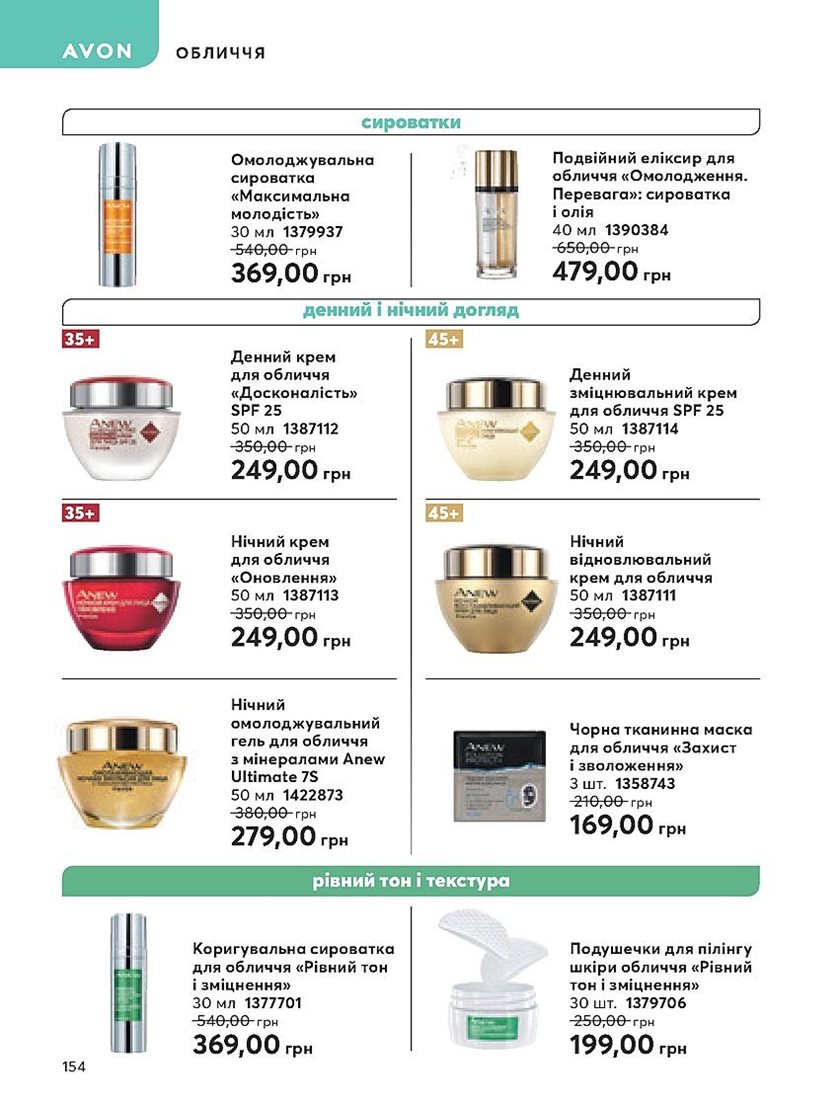 AVON
ОБЛИЧЧЯ
сироватки
Омолоджувальна
сироватка
«Максимальна
молодість»
30 мл 1379937
540,00 грн
369,00 грн
Подвійний еліксир для
обличчя «Омолодження.
Перевага»: сироватка
і олія
40 мл 1390384
650,00 грн
479,00 грн
денний і нічний догляд
35+
Денний крем
для обличчя
«Досконалість»
SPF 25
50 мл 1387112
350,00 грн
249,00 грн
ANEW
45+
Денний
зміцнювальний крем
для обличчя SPF 25
50 мл 1387114
350,00 грн
249,00 грн
ANEW
35+
Нічний крем
для обличчя
«Оновлення»
50 мл 1387113
350,00 грн
249,00 грн
ANEW
45+
Нічний
відновлювальний
крем для обличчя
50 мл 1387111
350,00 грн
249,00 грн
ANEW
Нічний
омолоджувальний
гель для обличчя
з мінералами Anew
Ultimate 7S
50 мл 1422873
380,00 грн
279,00 грн
ANEW
Чорна тканинна маска
для обличчя «Захист
і зволоження»
3 шт. 1358743
210,00 грн
169,00 грн
ANEW
рівний тон і текстура
Коригувальна сироватка
для обличчя «Рівний тон
і зміцнення»
30 мл 1377701
540,00 грн
369,00 грн
Подушечки для пілінгу
шкіри обличчя «Рівний
тон і зміцнення»
30 шт. 1379706
250,00 грн
199,00 грн
154